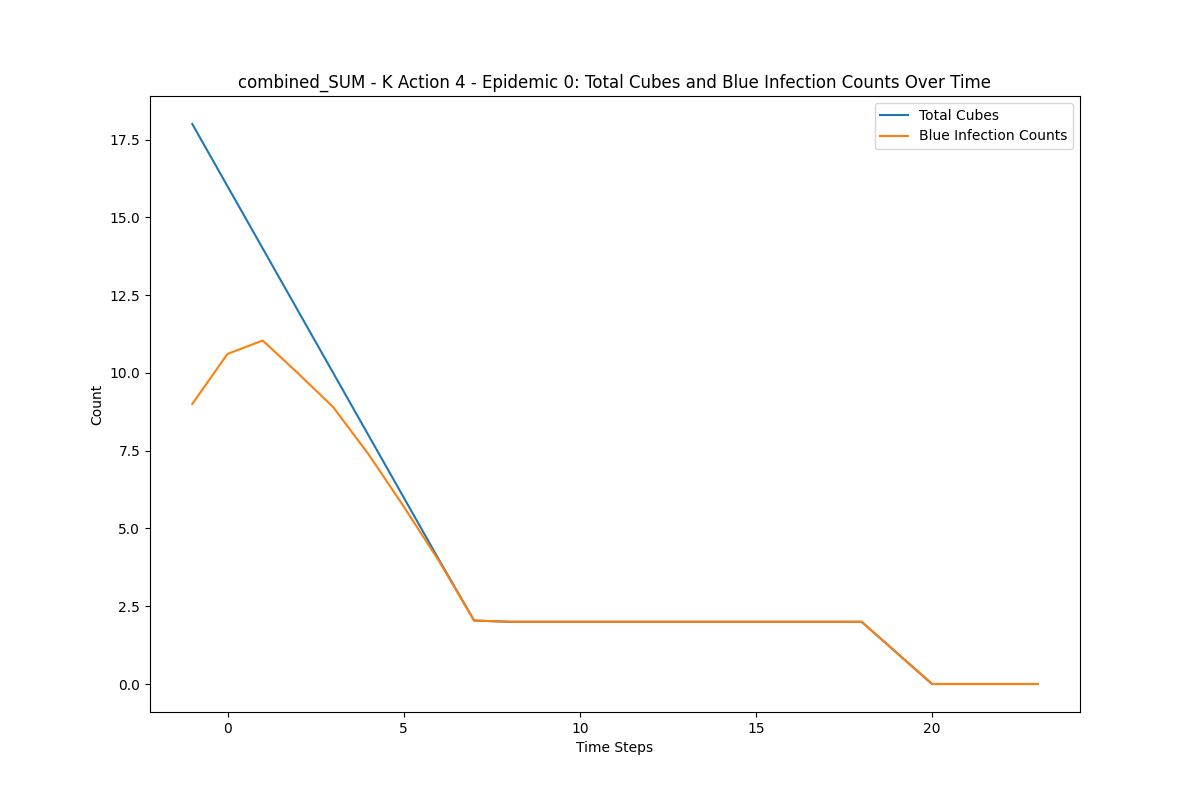 combined_SUM - K Action 4 - Epidemic 0: Total Cubes and Blue Infection Counts Over Time
Total Cubes
Blue Infection Counts
17.5
15.0
12.5
10.0
7.5
5.0
2.5
0.0
Count
0 5 10 15 20
Time Steps